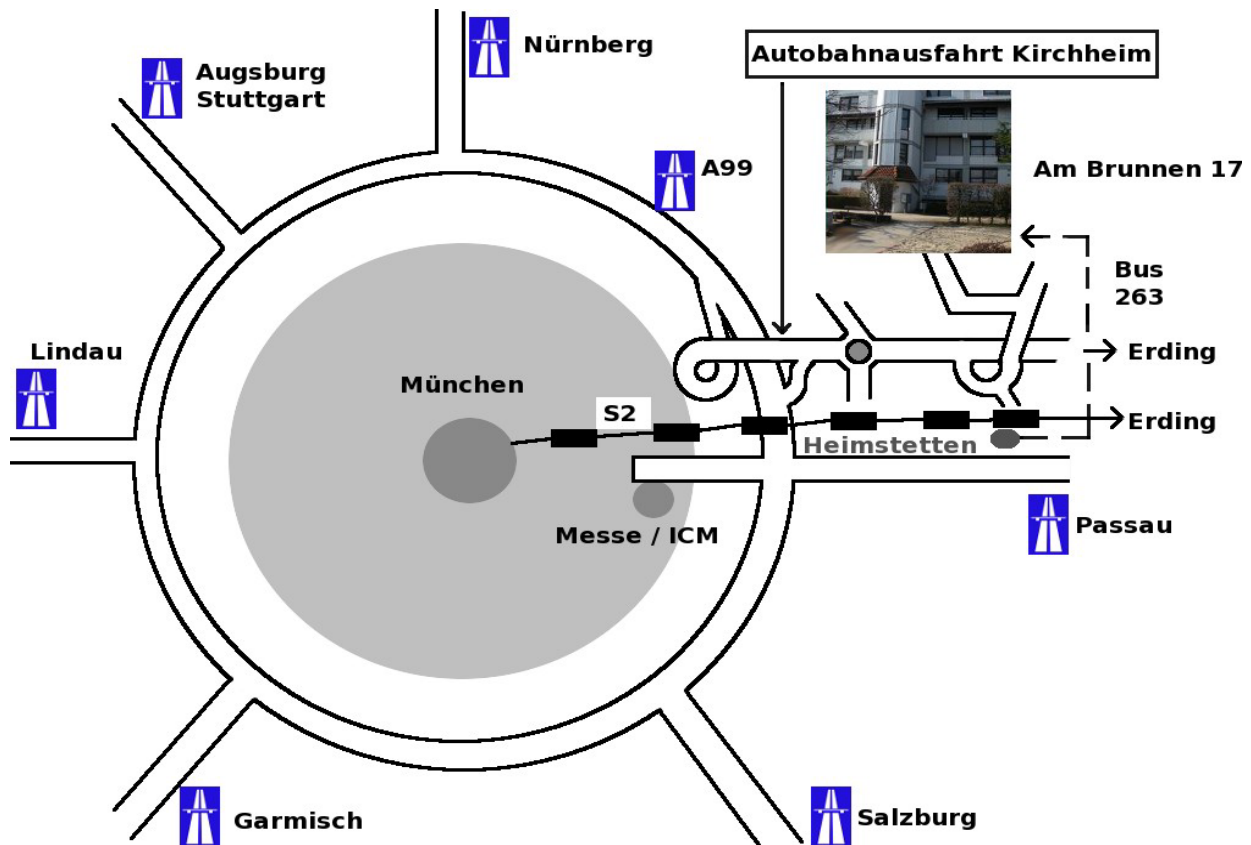 Nürnberg
Autobahnausfahrt Kirchheim
Augsburg
Stuttgart
A99
Am Brunnen 17
Bus
263
Lindau
Erding
München
S2
Erding
Heimstetten
Messe / ICM
Passau
Garmisch
Salzburg